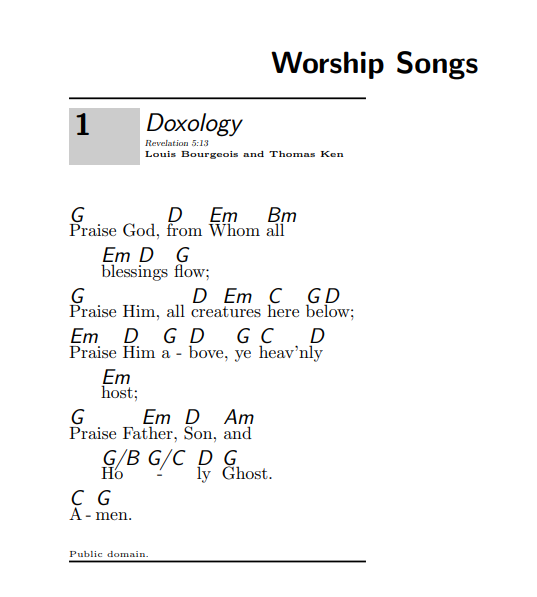 Worship Songs
1
Doxology
Revelation 5:13
Louis Bourgeois and Thomas Ken
G D Em Bm
Praise God, from Whom all
Em D G
blessings flow;
G D Em C G D
Praise Him, all creatures here below;
Em D G D G C D
Praise Him a - bove, ye heav'nly
Em
host;
G Em D Am
Praise Father, Son, and
G/B G/C D G
Ho - ly Ghost.
C G
A - men.
Public domain.